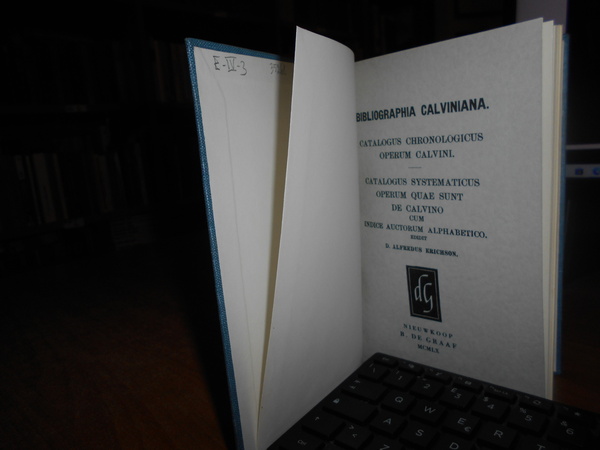 E-IV-3
BIBLIOGRAPHIA CALVINIANA.
CATALOGUS CHRONOLOGICUS
OPERUM CALVINI.
CATALOGUS SYSTEMATICUS
OPERUM QUAE SUNT
DE CALVINO
CUM
INDICE AUCTORUM ALPHABETICO.
EDIDIT
D. ALFREDUS ERICHSON.
dG
NIEUWKOOP
B. DE GRAAF
MCMLX
Q W E R
A S D